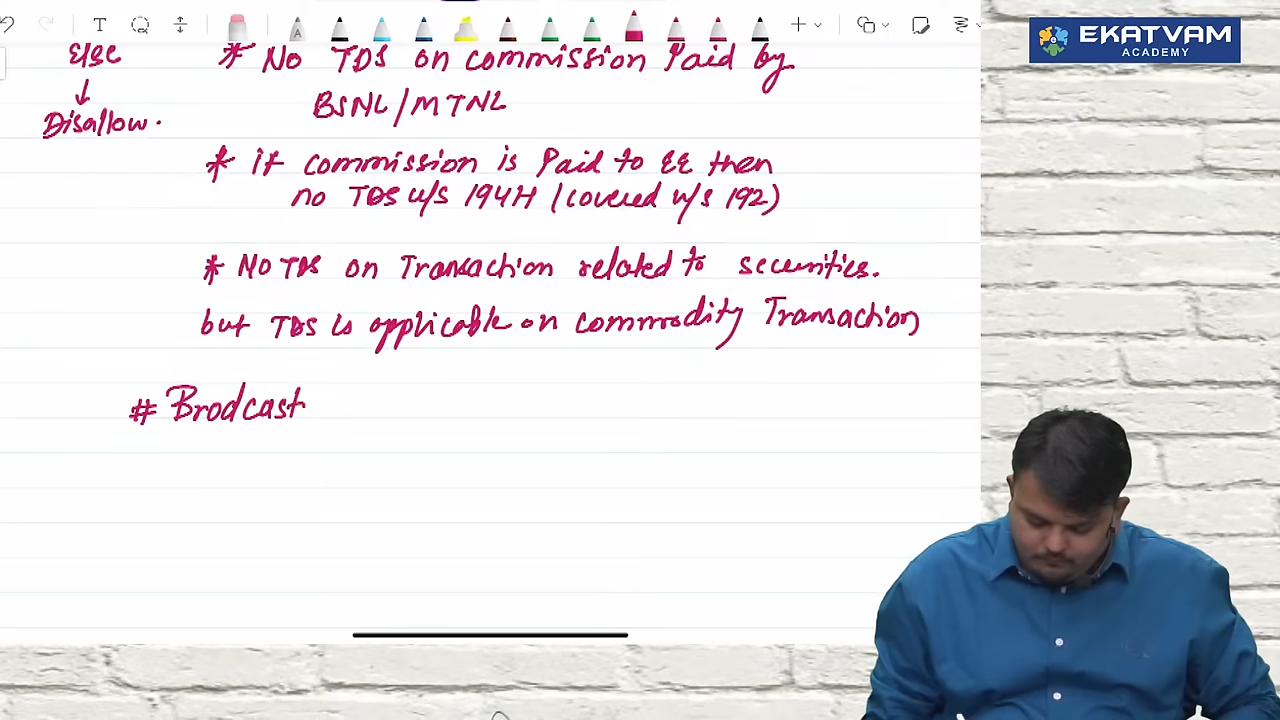 EKATVAM
ACADEMY
Else
↓
Disallow.
* No TDS on commission Paid by
BSNL/MTNL
* if commission is Paid to EE then
no TDS u/s 194H (covered u/s 192)
* NO TDS on Transaction related to securities.
but TDS is applicable on commodity Transaction
# Brodcast